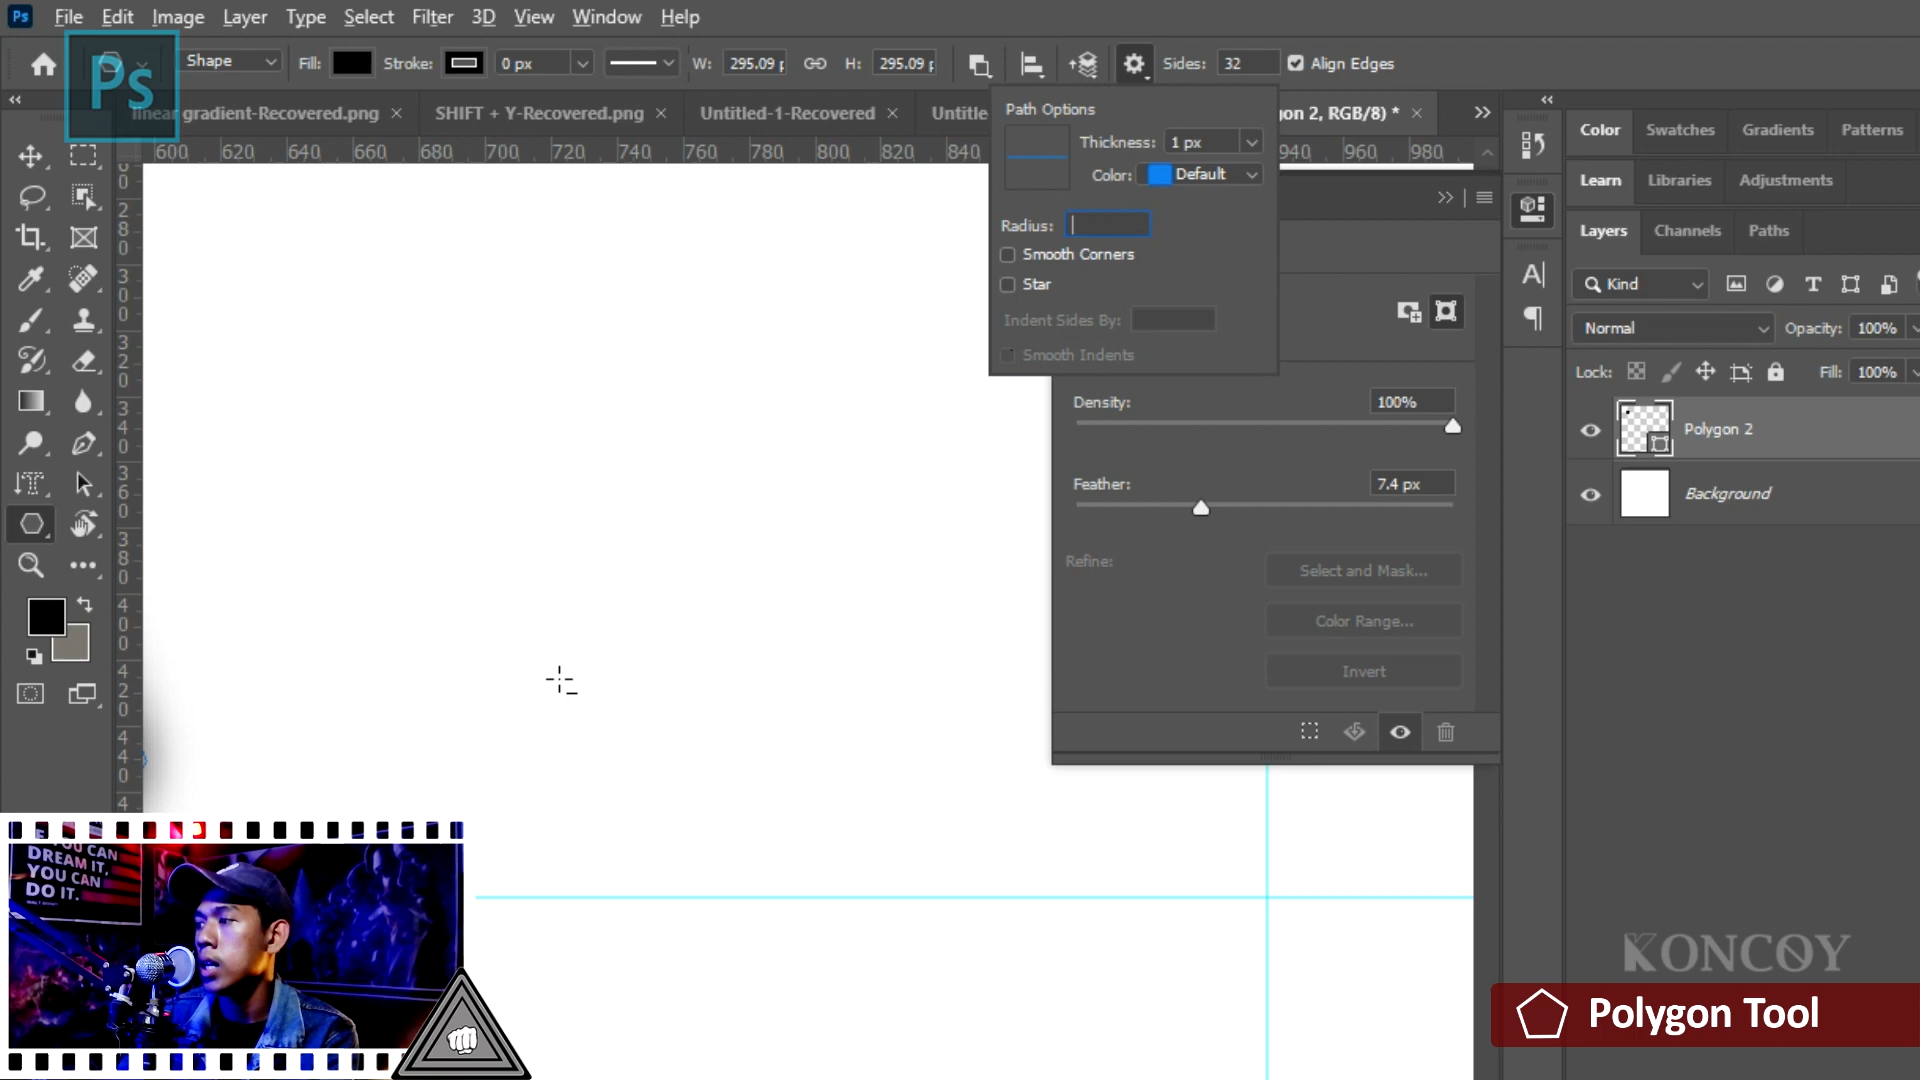 Ps File Edit Image Layer Type Select Filter 3D View Window Help
Ps Shape Fill: Stroke: 0 px W: 295.09 H: 295.09 Sides: 32 Align Edges
linear gradient-Recovered.png SHIFT + Y-Recovered.png Untitled-1-Recovered Untitle gon 2, RGB/8) *
600 620 640 660 680 700 720 740 760 780 800 820 840 940 960 980
Path Options
Thickness: 1 px
Color: Default
Radius:
Smooth Corners
Star
Indent Sides By:
Smooth Indents
Density: 100%
Feather: 7.4 px
Refine: Select and Mask...
Color Range...
Invert
Color Swatches Gradients Patterns
Learn Libraries Adjustments
Layers Channels Paths
Kind
Normal Opacity: 100%
Lock: Fill: 100%
Polygon 2
Background
YOU CAN
DREAM IT,
YOU CAN
DO IT.
KONCOY
Polygon Tool